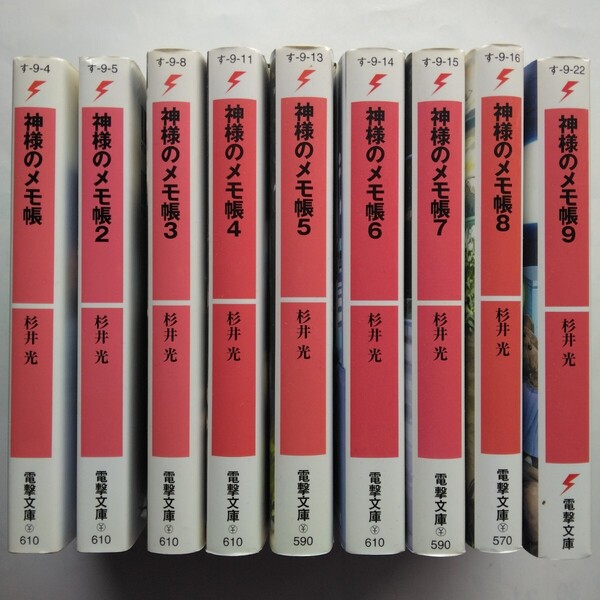 す-9-4
神様のメモ帳
杉井 光
電撃文庫
¥
610
す-9-5
神様のメモ帳2
杉井 光
電撃文庫
¥
610
す-9-8
神様のメモ帳3
杉井 光
電撃文庫
¥
610
す-9-11
神様のメモ帳4
杉井 光
電撃文庫
¥
610
す-9-13
神様のメモ帳5
杉井 光
電撃文庫
¥
590
す-9-14
神様のメモ帳6
杉井 光
電撃文庫
¥
610
す-9-15
神様のメモ帳7
杉井 光
電撃文庫
¥
590
す-9-16
神様のメモ帳8
杉井 光
電撃文庫
¥
570
す-9-22
神様のメモ帳9
杉井 光
電撃文庫